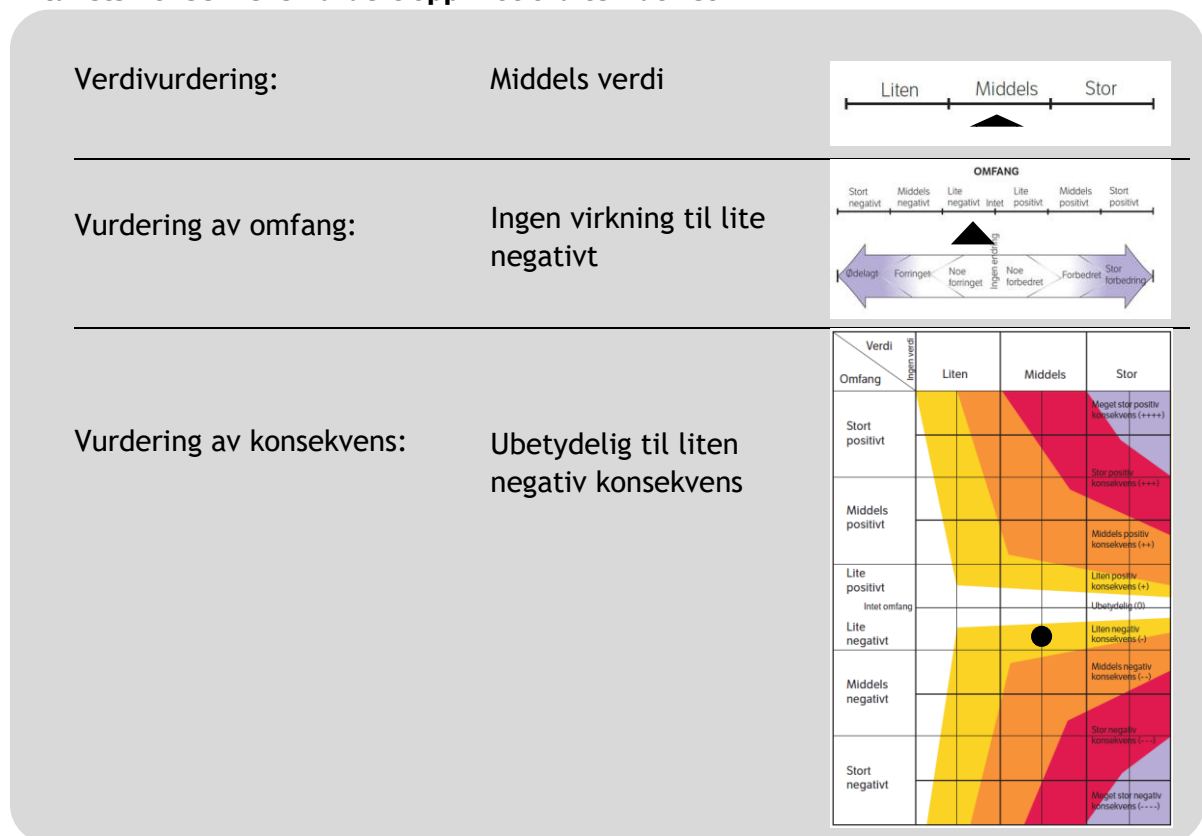 Verdivurdering:
Middels verdi
Liten Middels Stor
Vurdering av omfang:
Ingen virkning til lite
negativt
OMFANG
Stort
negativt
Middels
negativt
Lite
negativt
Intet
Lite
positivt
Middels
positivt
Stort
positivt
Ødelagt
Forringet
Noe
forringet
Ingen endring
Noe
forbedret
Forbedret
Stor
forbedring
Vurdering av konsekvens:
Ubetydelig til liten
negativ konsekvens
Verdi
Omfang
Ingen verdi
Liten
Middels
Stor
Stort
positivt
Meget stor positiv
konsekvens (++++)
Stor positiv
konsekvens (+++)
Middels
positivt
Middels positiv
konsekvens (++)
Lite
positivt
Liten positiv
konsekvens (+)
Intet omfang
Ubetydelig (0)
Lite
negativt
Liten negativ
konsekvens (-)
Middels
negativt
Middels negativ
konsekvens (--)
Stor negativ
konsekvens (---)
Stort
negativt
Meget stor negativ
konsekvens (----)